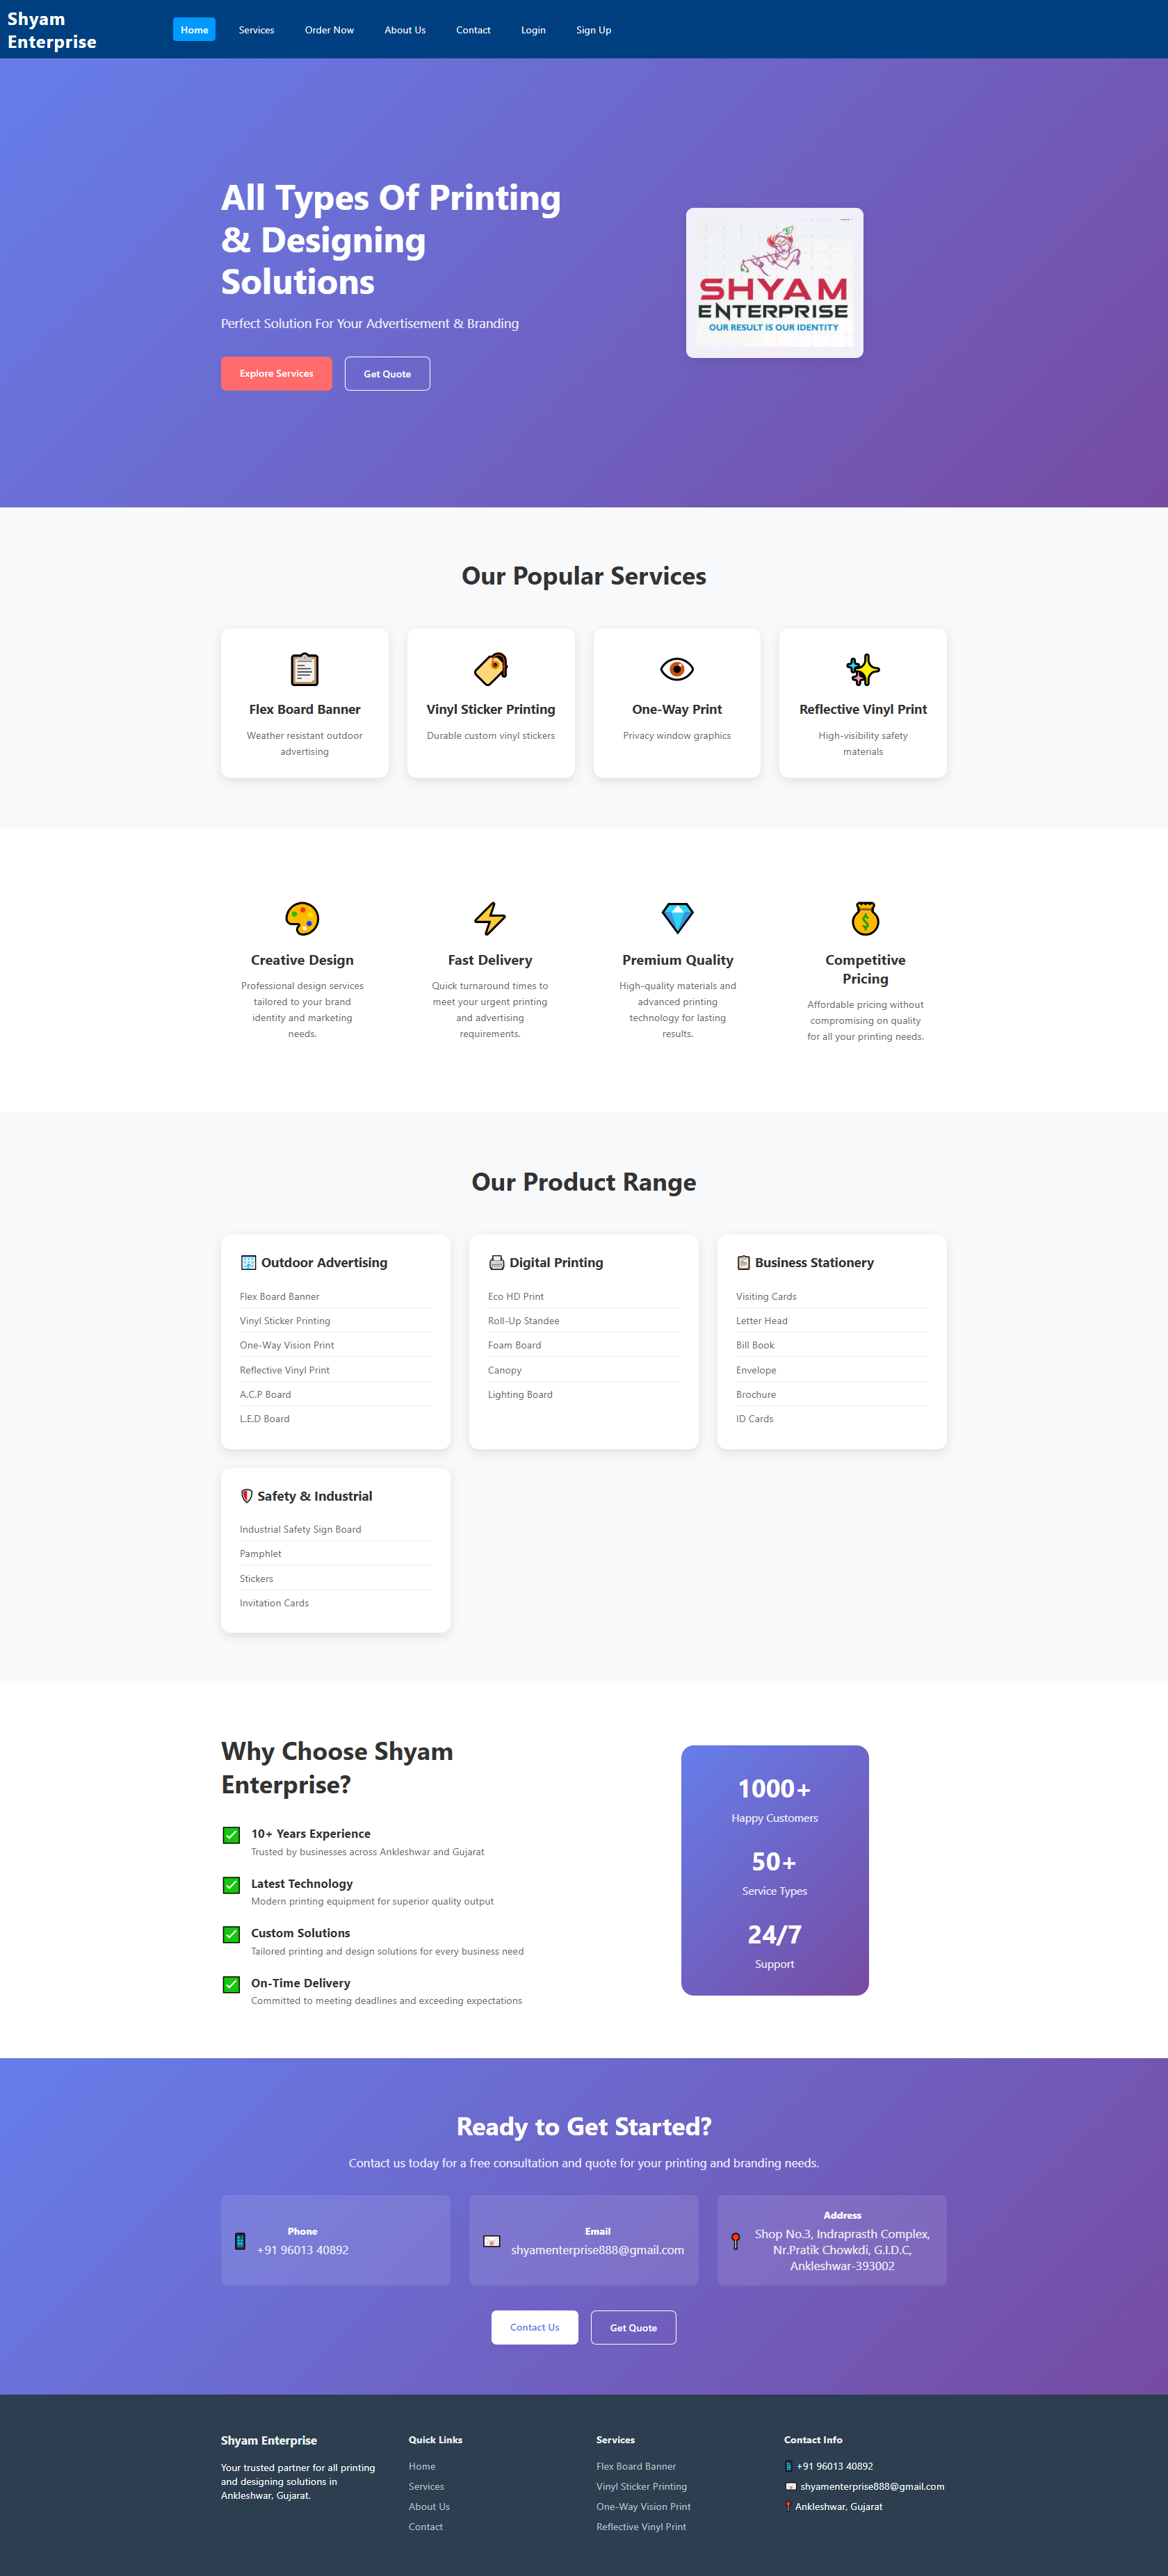 Shyam
Enterprise
Home
Services
Order Now
About Us
Contact
Login
Sign Up
All Types Of Printing
& Designing
Solutions
Perfect Solution For Your Advertisement & Branding
Explore Services
Get Quote
SHYAM
ENTERPRISE
OUR RESULT IS OUR IDENTITY
Our Popular Services
Flex Board Banner
Weather resistant outdoor
advertising
Vinyl Sticker Printing
Durable custom vinyl stickers
One-Way Print
Privacy window graphics
Reflective Vinyl Print
High-visibility safety
materials
Creative Design
Professional design services
tailored to your brand
identity and marketing
needs.
Fast Delivery
Quick turnaround times to
meet your urgent printing
and advertising
requirements.
Premium Quality
High-quality materials and
advanced printing
technology for lasting
results.
Competitive
Pricing
Affordable pricing without
compromising on quality
for all your printing needs.
Our Product Range
Outdoor Advertising
Flex Board Banner
Vinyl Sticker Printing
One-Way Vision Print
Reflective Vinyl Print
A.C.P Board
L.E.D Board
Digital Printing
Eco HD Print
Roll-Up Standee
Foam Board
Canopy
Lighting Board
Business Stationery
Visiting Cards
Letter Head
Bill Book
Envelope
Brochure
ID Cards
Safety & Industrial
Industrial Safety Sign Board
Pamphlet
Stickers
Invitation Cards
Why Choose Shyam
Enterprise?
10+ Years Experience
Trusted by businesses across Ankleshwar and Gujarat
Latest Technology
Modern printing equipment for superior quality output
Custom Solutions
Tailored printing and design solutions for every business need
On-Time Delivery
Committed to meeting deadlines and exceeding expectations
1000+
Happy Customers
50+
Service Types
24/7
Support
Ready to Get Started?
Contact us today for a free consultation and quote for your printing and branding needs.
Phone
+91 96013 40892
Email
shyamenterprise888@gmail.com
Address
Shop No.3, Indraprasth Complex,
Nr.Pratik Chowkdi, G.I.D.C,
Ankleshwar-393002
Contact Us
Get Quote
Shyam Enterprise
Your trusted partner for all printing
and designing solutions in
Ankleshwar, Gujarat.
Quick Links
Home
Services
About Us
Contact
Services
Flex Board Banner
Vinyl Sticker Printing
One-Way Vision Print
Reflective Vinyl Print
Contact Info
+91 96013 40892
shyamenterprise888@gmail.com
Ankleshwar, Gujarat